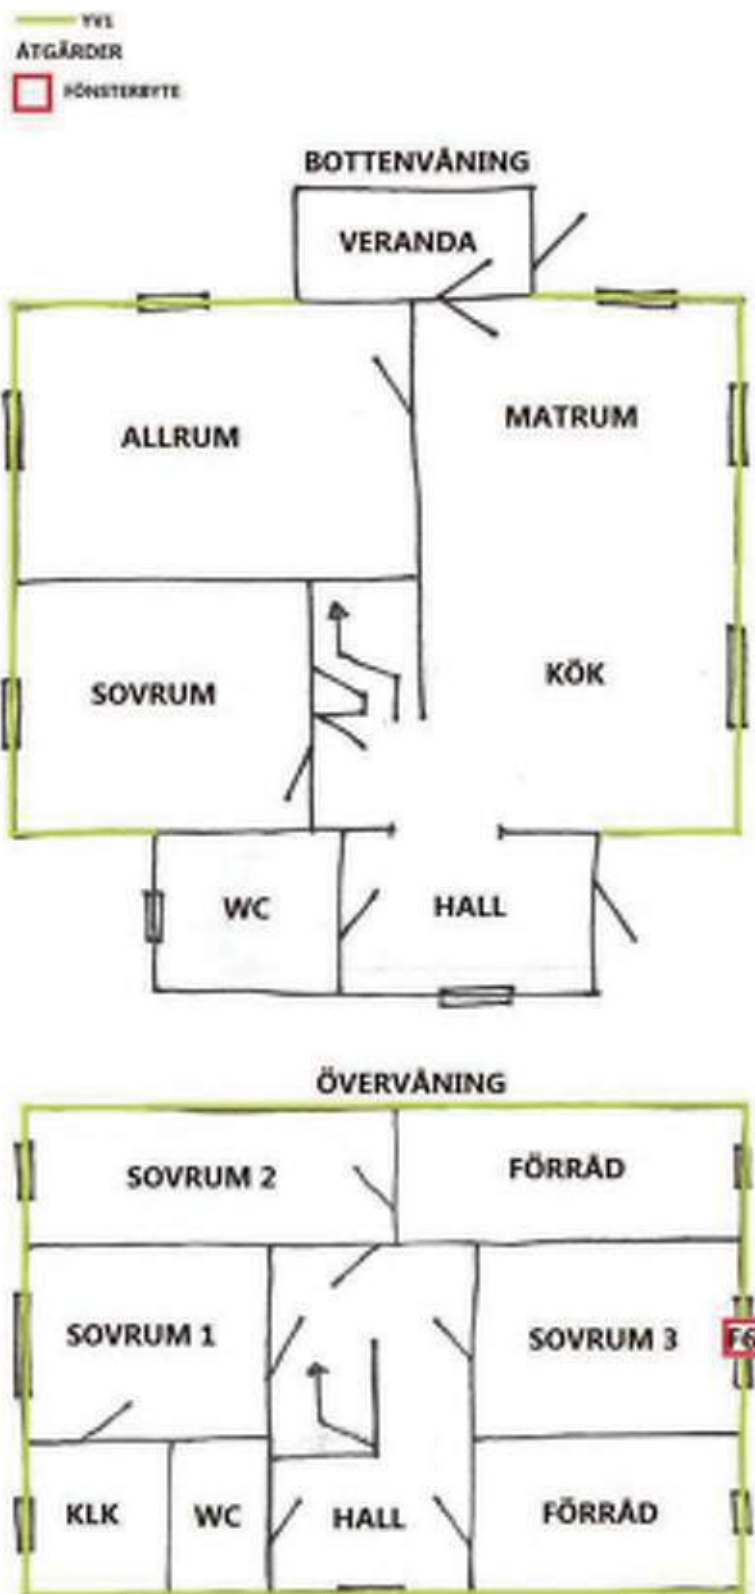 YV1
ÅTGÄRDER
FÖNSTERBYTE
BOTTENVÅNING
VERANDA
ALLRUM
MATRUM
SOVRUM
KÖK
WC
HALL
ÖVERVÅNING
SOVRUM 2
FÖRRÅD
SOVRUM 1
SOVRUM 3
F6
KLK
WC
HALL
FÖRRÅD